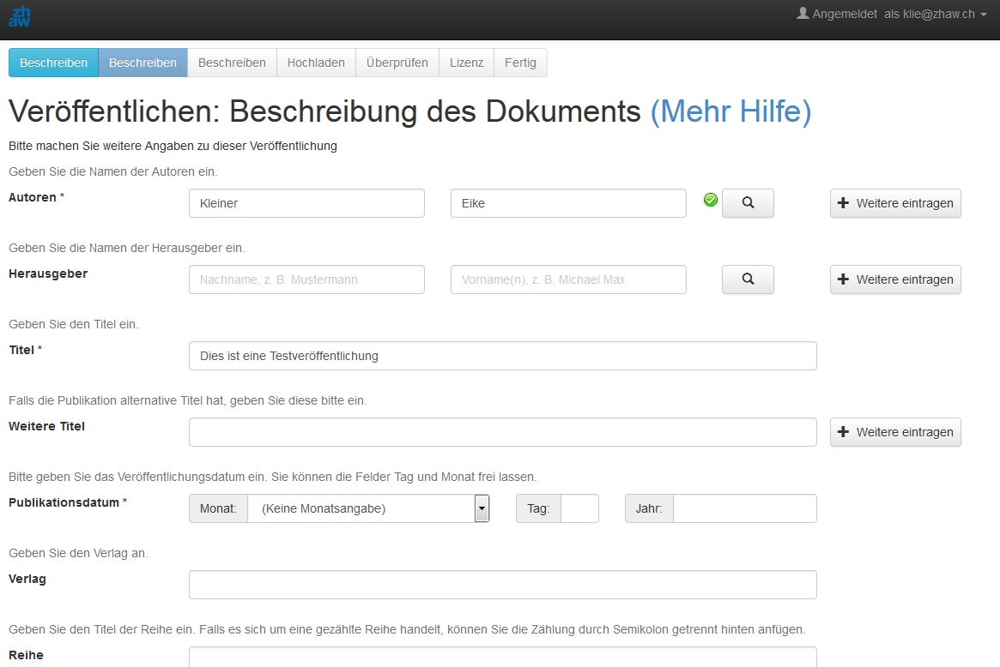 zh
aw
Angemeldet als klie@zhaw.ch
Beschreiben Beschreiben Beschreiben Hochladen Überprüfen Lizenz Fertig
Veröffentlichen: Beschreibung des Dokuments (Mehr Hilfe)
Bitte machen Sie weitere Angaben zu dieser Veröffentlichung
Geben Sie die Namen der Autoren ein.
Autoren * Kleiner Eike Weitere eintragen
Geben Sie die Namen der Herausgeber ein.
Herausgeber Nachname, z. B. Mustermann Vorname(n), z. B. Michael Max Weitere eintragen
Geben Sie den Titel ein.
Titel * Dies ist eine Testveröffentlichung
Falls die Publikation alternative Titel hat, geben Sie diese bitte ein.
Weitere Titel Weitere eintragen
Bitte geben Sie das Veröffentlichungsdatum ein. Sie können die Felder Tag und Monat frei lassen.
Publikationsdatum * Monat: (Keine Monatsangabe) Tag: Jahr:
Geben Sie den Verlag an.
Verlag
Geben Sie den Titel der Reihe ein. Falls es sich um eine gezählte Reihe handelt, können Sie die Zählung durch Semikolon getrennt hinten anfügen.
Reihe